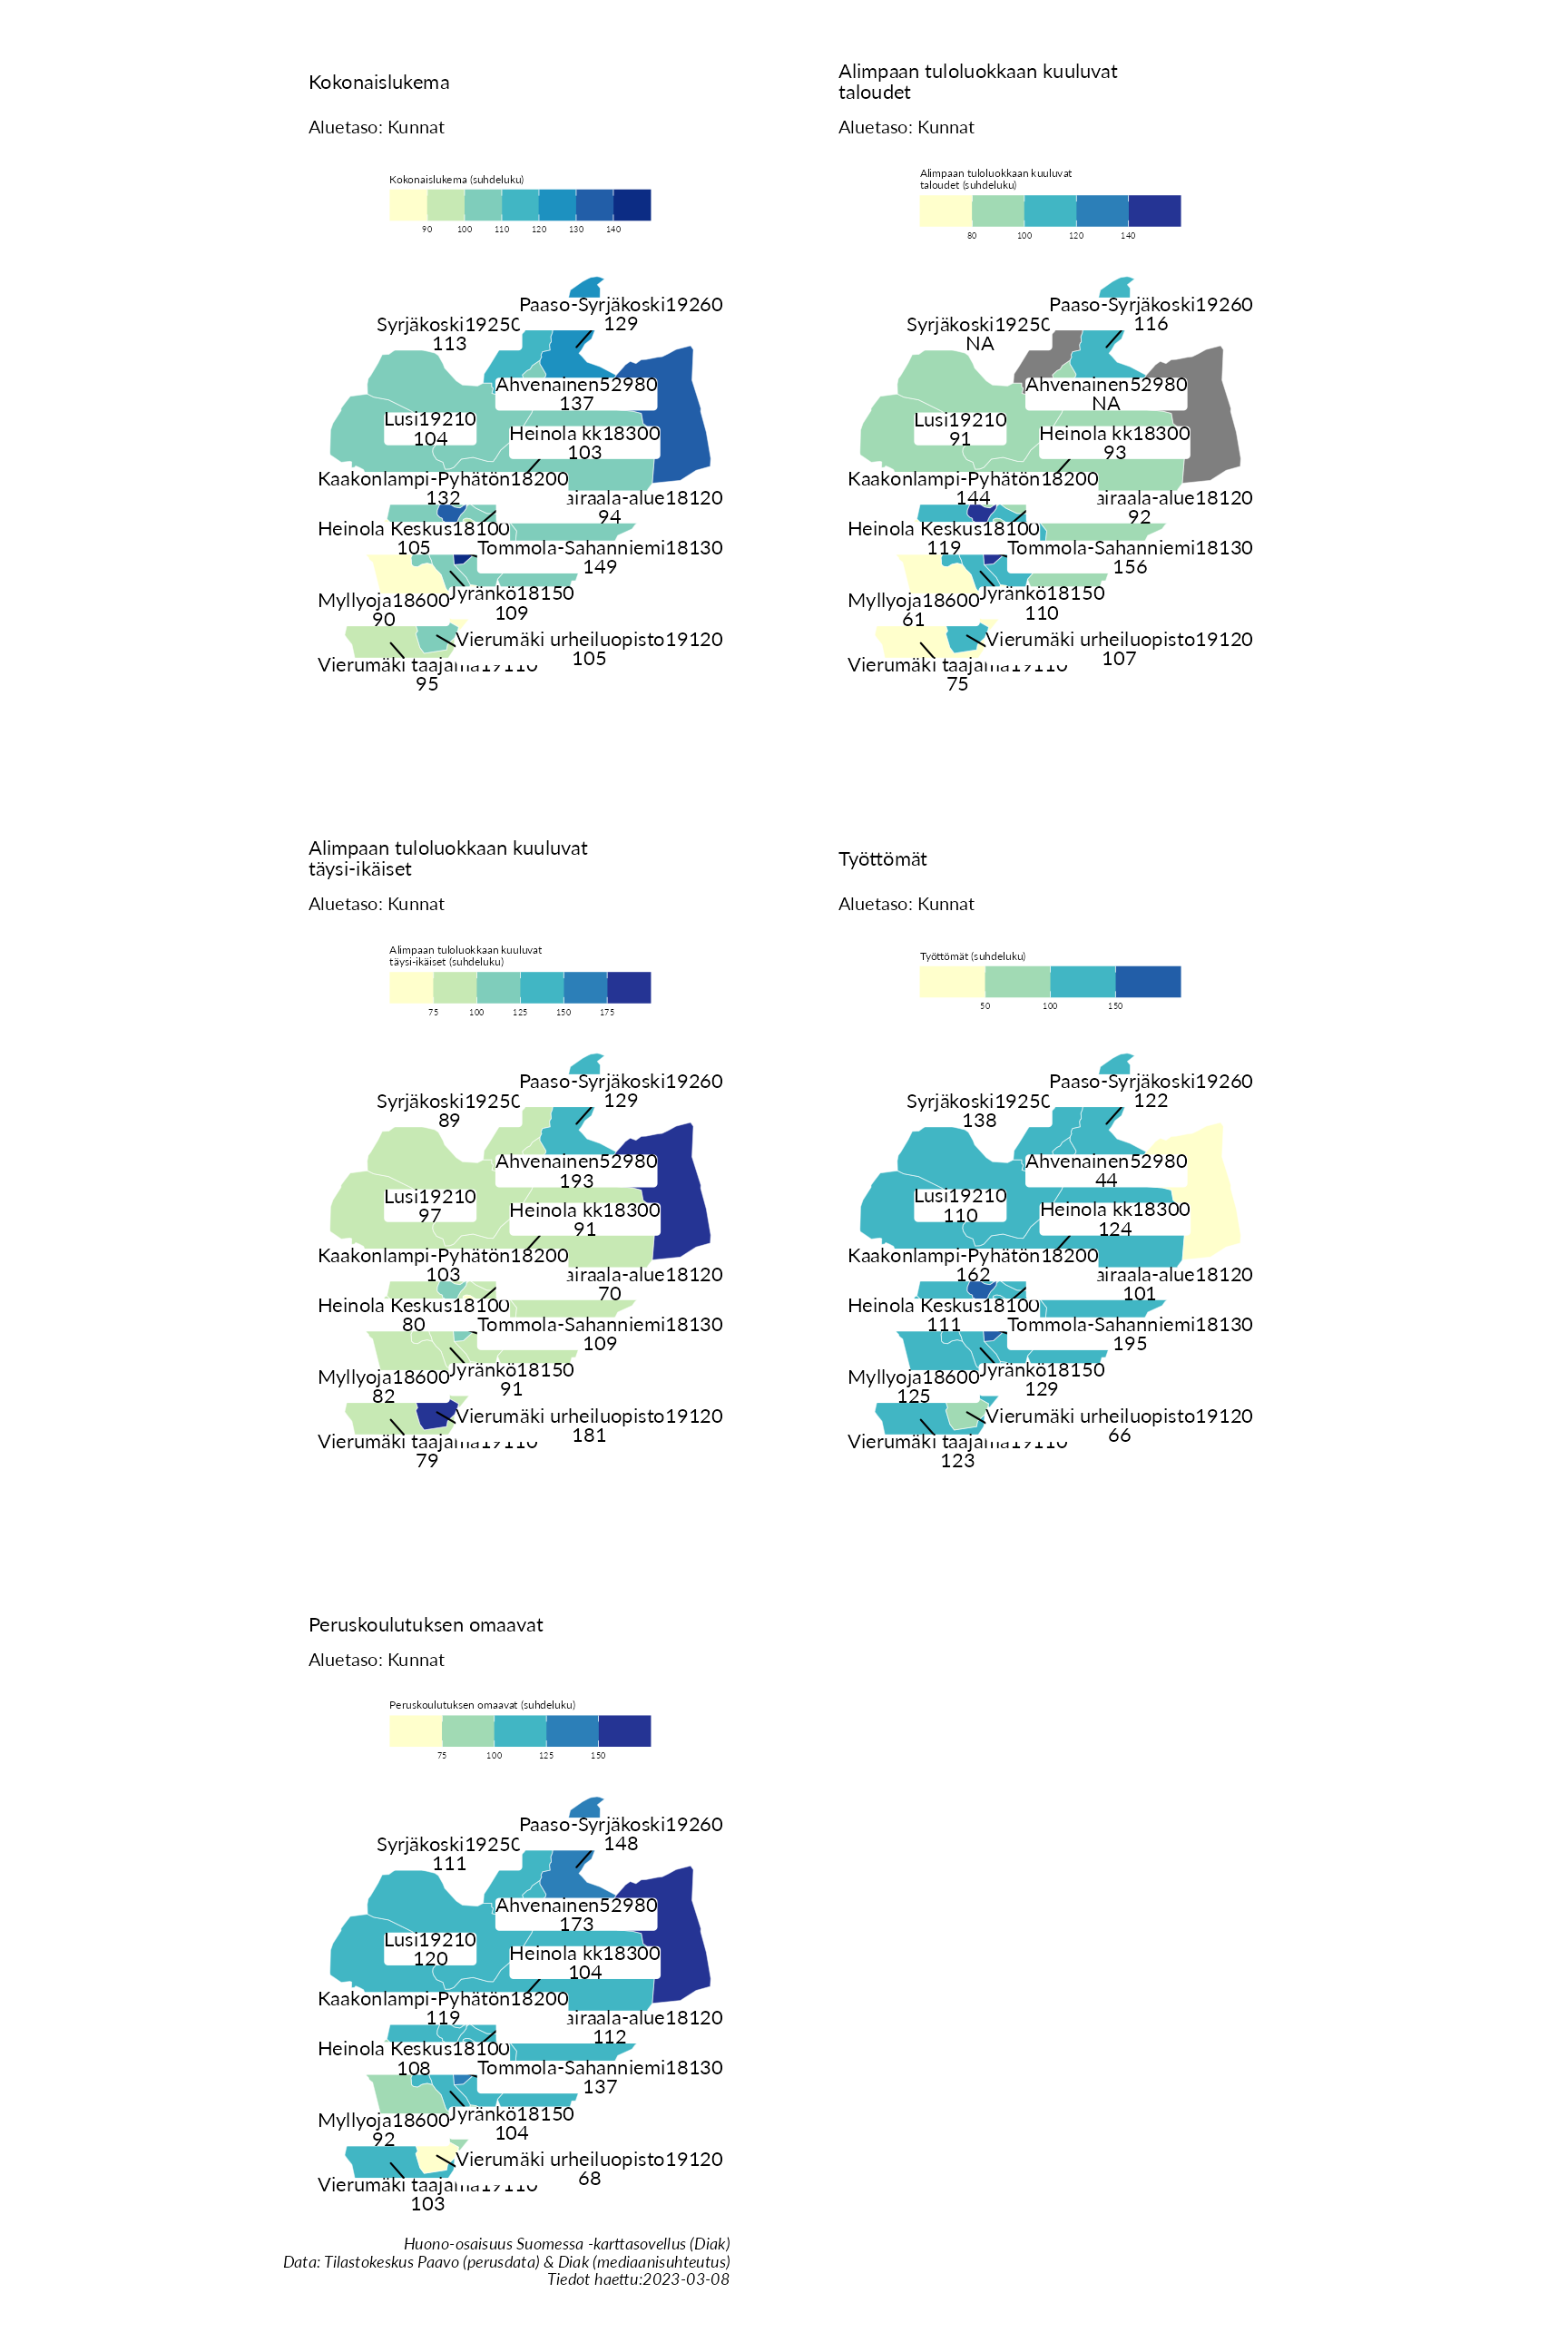 Kokonaislukema
Aluetaso: Kunnat
Kokonaislukema (suhdeluku)
90 100 110 120 130 140
Paaso-Syrjäkoski19260
129
Syrjäkoski19250
113
Ahvenainen52980
137
Lusi19210
104
Heinola kk18300
103
Kaakonlampi-Pyhätön18200
132
airaala-alue18120
94
Heinola Keskus18100
105
Tommola-Sahanniemi18130
149
Jyränkö18150
109
Myllyoja18600
90
Vierumäki urheiluopisto19120
105
Vierumäki taajama19110
95
Alimpaan tuloluokkaan kuuluvat
taloudet
Aluetaso: Kunnat
Alimpaan tuloluokkaan kuuluvat
taloudet (suhdeluku)
80 100 120 140
Paaso-Syrjäkoski19260
116
Syrjäkoski19250
NA
Ahvenainen52980
NA
Lusi19210
91
Heinola kk18300
93
Kaakonlampi-Pyhätön18200
144
airaala-alue18120
92
Heinola Keskus18100
119
Tommola-Sahanniemi18130
156
Jyränkö18150
110
Myllyoja18600
61
Vierumäki urheiluopisto19120
107
Vierumäki taajama19110
75
Alimpaan tuloluokkaan kuuluvat
täysi-ikäiset
Aluetaso: Kunnat
Alimpaan tuloluokkaan kuuluvat
täysi-ikäiset (suhdeluku)
75 100 125 150 175
Paaso-Syrjäkoski19260
129
Syrjäkoski19250
89
Ahvenainen52980
193
Lusi19210
97
Heinola kk18300
91
Kaakonlampi-Pyhätön18200
103
airaala-alue18120
70
Heinola Keskus18100
80
Tommola-Sahanniemi18130
109
Jyränkö18150
91
Myllyoja18600
82
Vierumäki urheiluopisto19120
181
Vierumäki taajama19110
79
Työttömät
Aluetaso: Kunnat
Työttömät (suhdeluku)
50 100 150
Paaso-Syrjäkoski19260
122
Syrjäkoski19250
138
Ahvenainen52980
44
Lusi19210
110
Heinola kk18300
124
Kaakonlampi-Pyhätön18200
162
airaala-alue18120
101
Heinola Keskus18100
111
Tommola-Sahanniemi18130
195
Jyränkö18150
129
Myllyoja18600
125
Vierumäki urheiluopisto19120
66
Vierumäki taajama19110
123
Peruskoulutuksen omaavat
Aluetaso: Kunnat
Peruskoulutuksen omaavat (suhdeluku)
75 100 125 150
Paaso-Syrjäkoski19260
148
Syrjäkoski19250
111
Ahvenainen52980
173
Lusi19210
120
Heinola kk18300
104
Kaakonlampi-Pyhätön18200
119
airaala-alue18120
112
Heinola Keskus18100
108
Tommola-Sahanniemi18130
137
Jyränkö18150
104
Myllyoja18600
92
Vierumäki urheiluopisto19120
68
Vierumäki taajama19110
103
Huono-osaisuus Suomessa -karttasovellus (Diak)
Data: Tilastokeskus Paavo (perusdata) & Diak (mediaanisuhteutus)
Tiedot haettu:2023-03-08